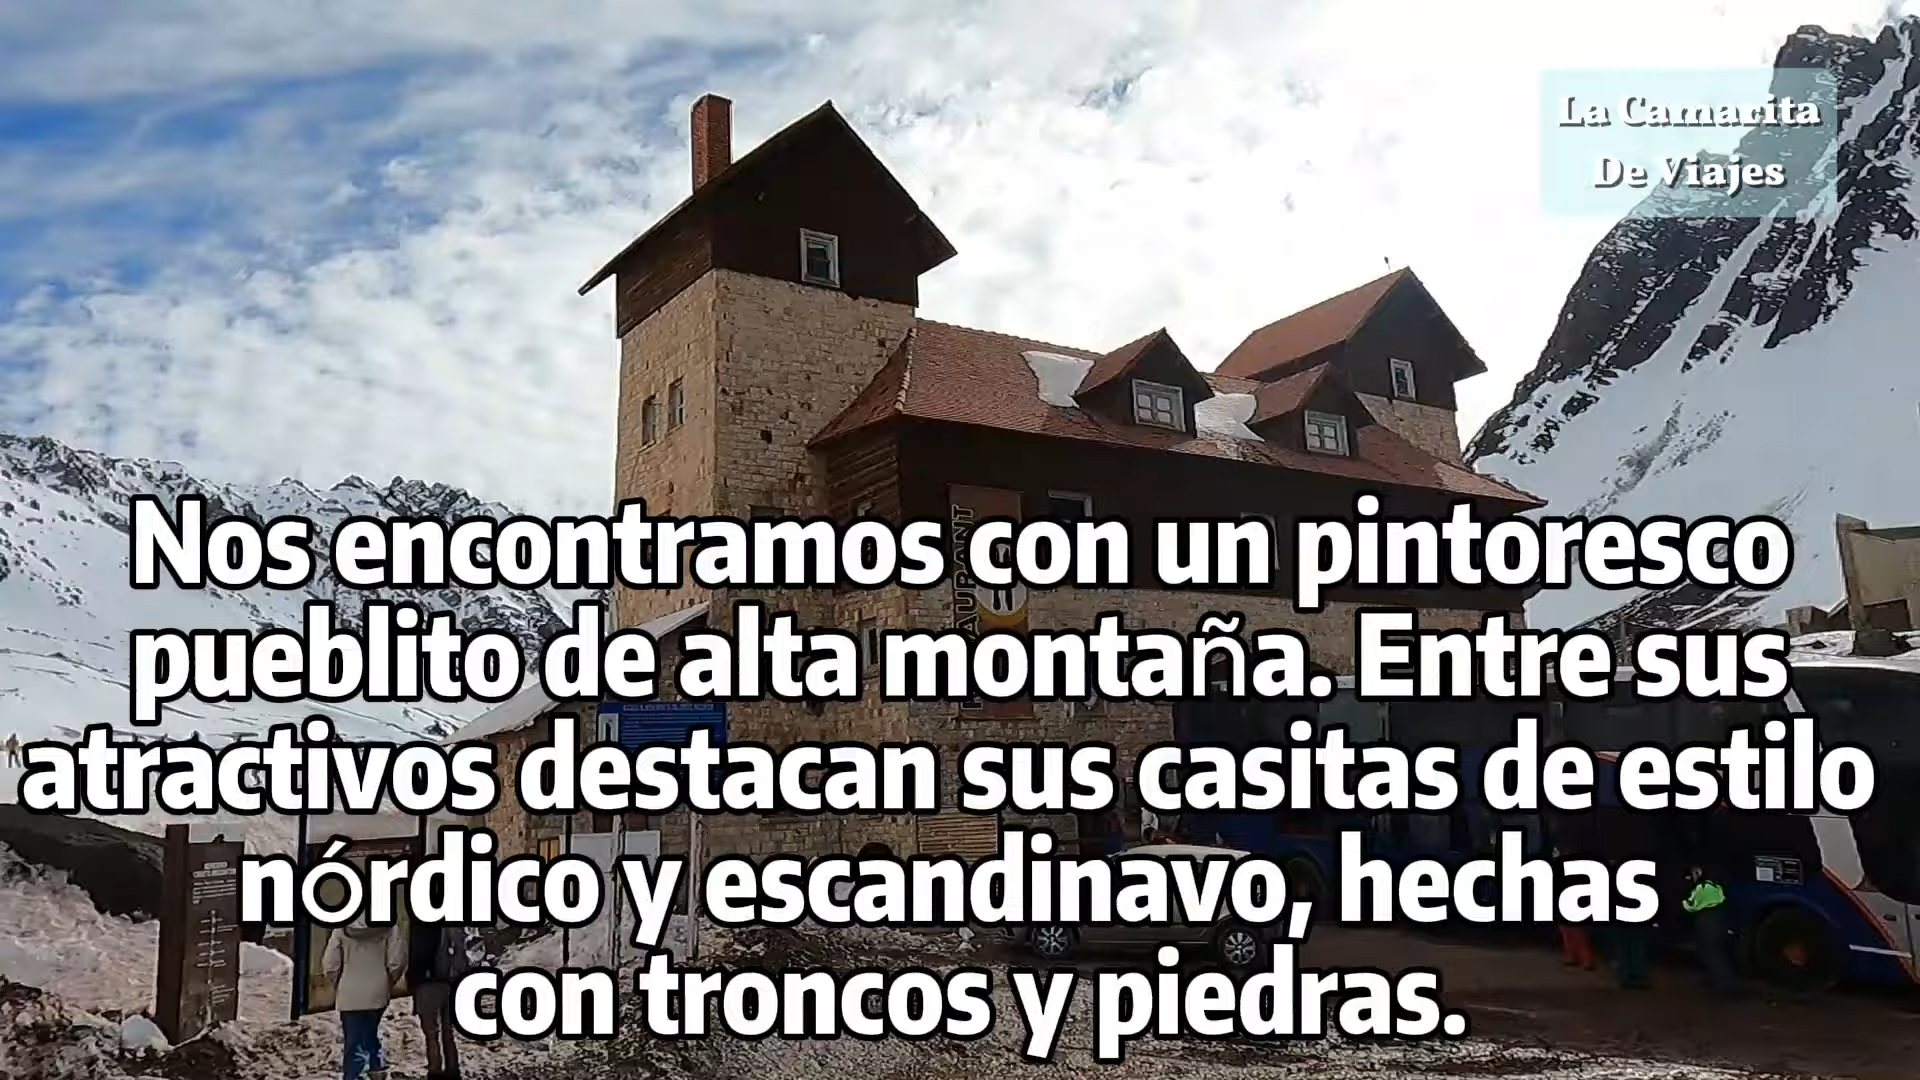 La Camarita
De Viajes
Nos encontramos con un pintoresco
pueblito de alta montaña. Entre sus
atractivos destacan sus casitas de estilo
nórdico y escandinavo, hechas
con troncos y piedras.